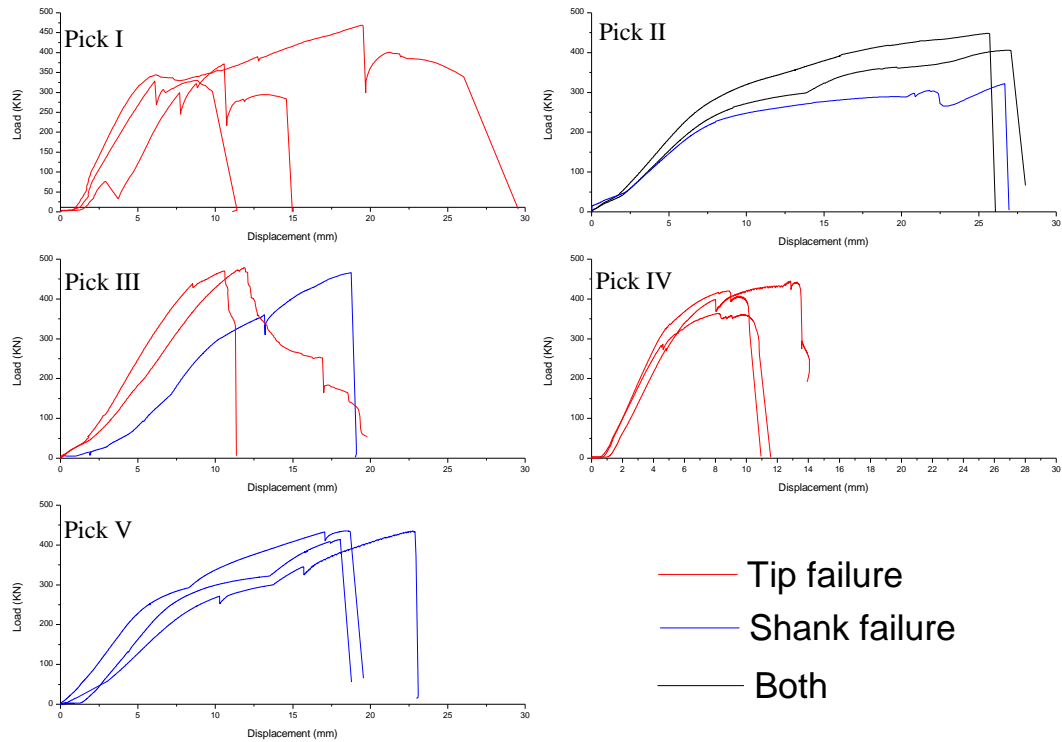 Pick I
Load (KN)
500
450
400
350
300
250
200
150
100
50
0
0 5 10 15 20 25 30
Displacement (mm)
Pick II
Load (KN)
500
400
300
200
100
0
0 5 10 15 20 25 30
Displacement (mm)
Pick III
Load (KN)
500
400
300
200
100
0
0 5 10 15 20 25 30
Displacement (mm)
Pick IV
Load (KN)
500
400
300
200
100
0
0 2 4 6 8 10 12 14 16 18 20 22 24 26 28 30
Displacement (mm)
Pick V
Load (KN)
500
400
300
200
100
0
0 5 10 15 20 25 30
Displacement (mm)
Tip failure
Shank failure
Both